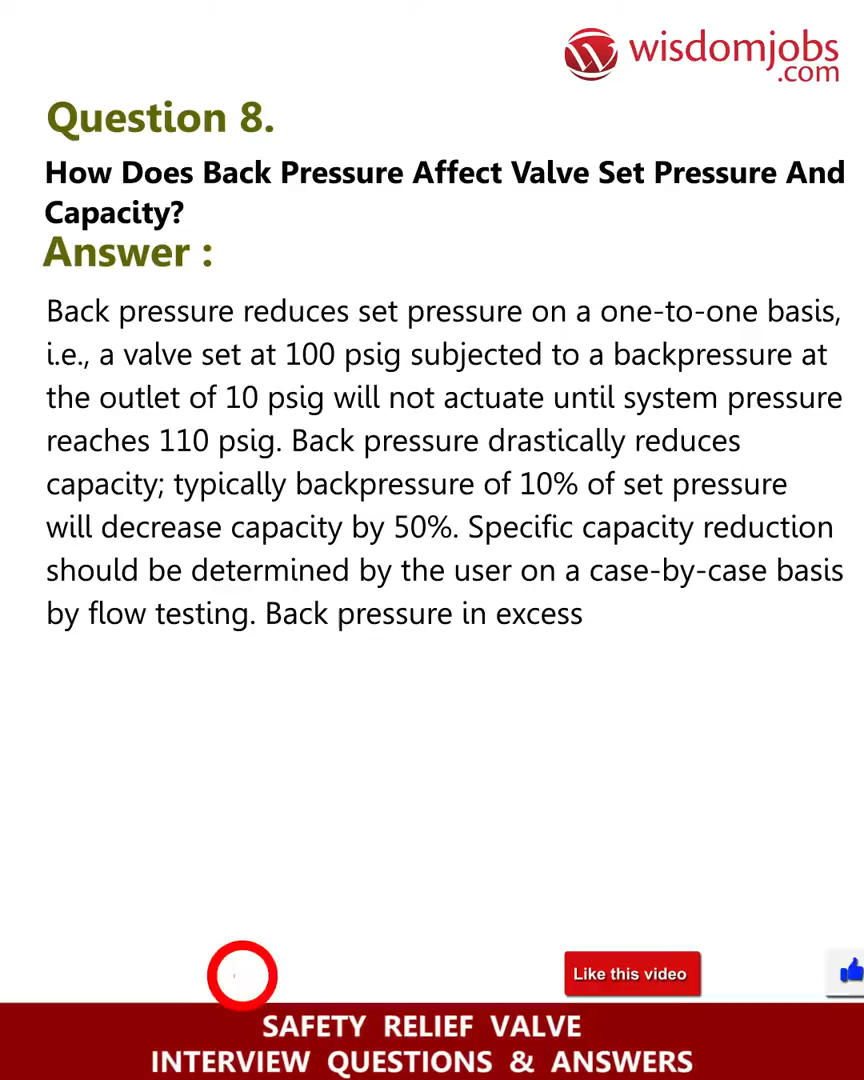 wisdomjobs
.com
Question 8.
How Does Back Pressure Affect Valve Set Pressure And
Capacity?
Answer :
Back pressure reduces set pressure on a one-to-one basis,
i.e., a valve set at 100 psig subjected to a backpressure at
the outlet of 10 psig will not actuate until system pressure
reaches 110 psig. Back pressure drastically reduces
capacity; typically backpressure of 10% of set pressure
will decrease capacity by 50%. Specific capacity reduction
should be determined by the user on a case-by-case basis
by flow testing. Back pressure in excess
Like this video
SAFETY RELIEF VALVE
INTERVIEW QUESTIONS & ANSWERS